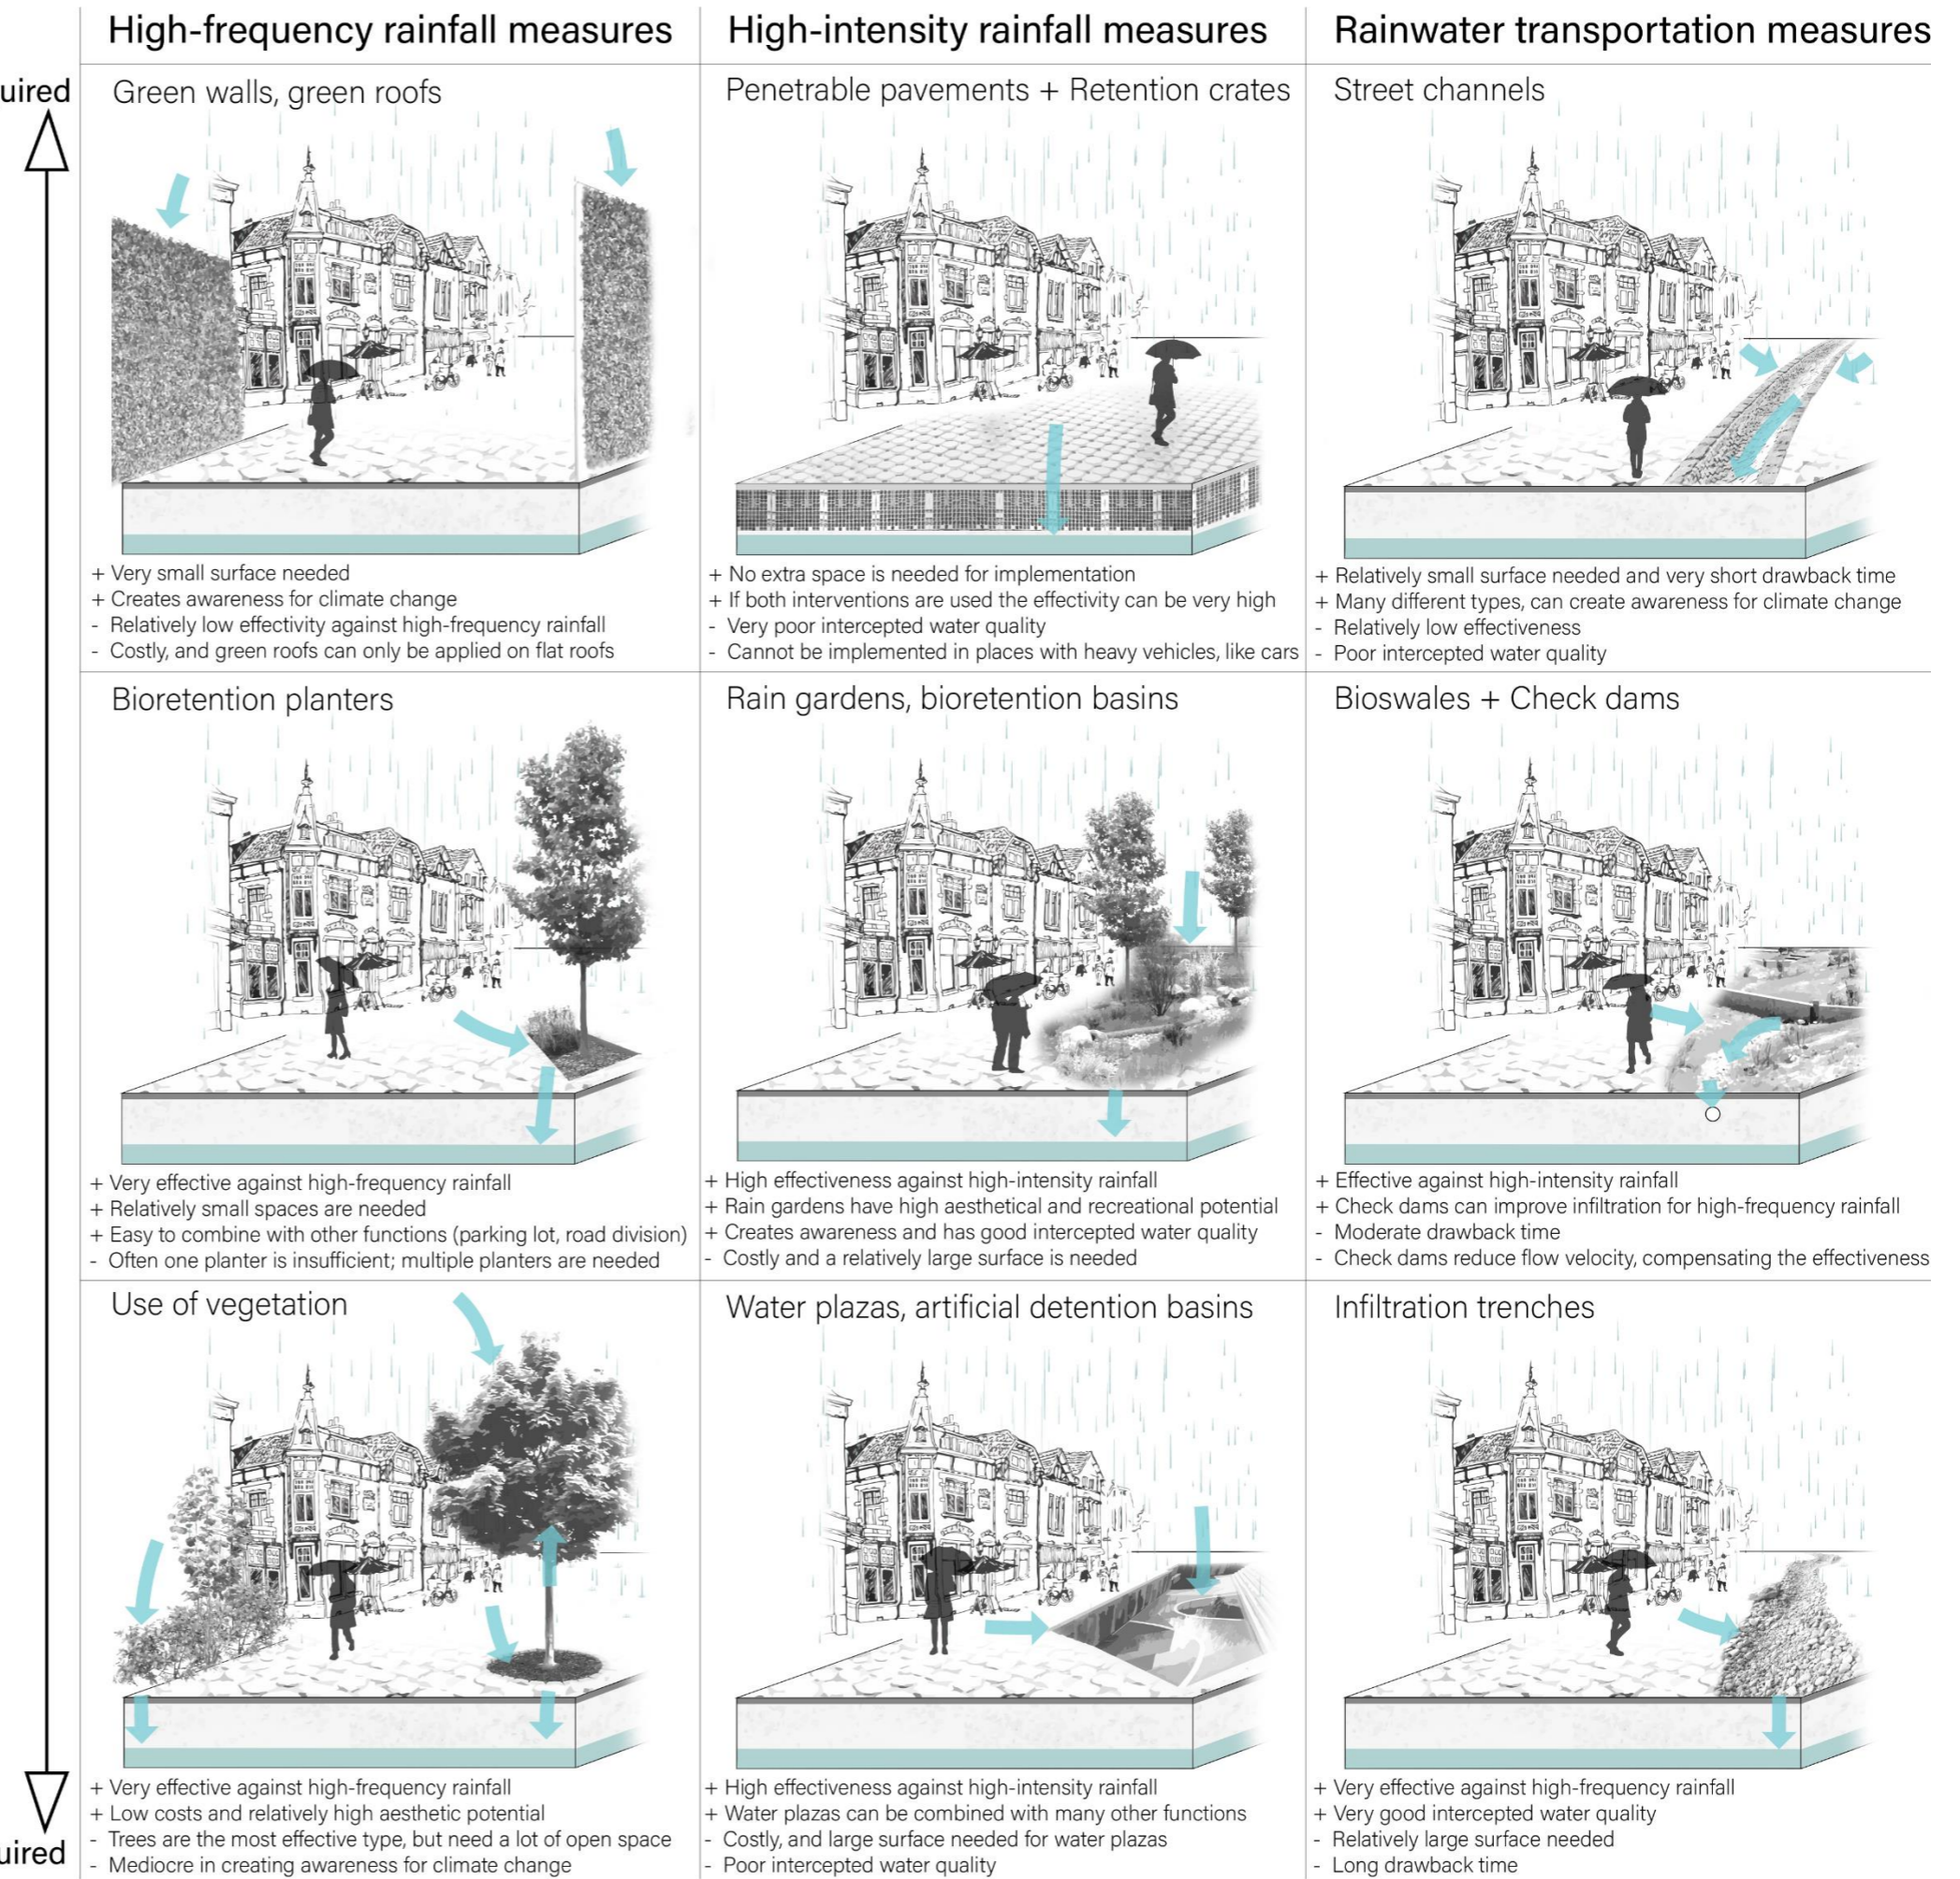 High-frequency rainfall measures
High-intensity rainfall measures
Rainwater transportation measures
uired
Green walls, green roofs
+ Very small surface needed
+ Creates awareness for climate change
- Relatively low effectivity against high-frequency rainfall
- Costly, and green roofs can only be applied on flat roofs
Penetrable pavements + Retention crates
+ No extra space is needed for implementation
+ If both interventions are used the effectivity can be very high
- Very poor intercepted water quality
- Cannot be implemented in places with heavy vehicles, like cars
Street channels
+ Relatively small surface needed and very short drawback time
+ Many different types, can create awareness for climate change
- Relatively low effectiveness
- Poor intercepted water quality
Bioretention planters
+ Very effective against high-frequency rainfall
+ Relatively small spaces are needed
+ Easy to combine with other functions (parking lot, road division)
- Often one planter is insufficient; multiple planters are needed
Rain gardens, bioretention basins
+ High effectiveness against high-intensity rainfall
+ Rain gardens have high aesthetical and recreational potential
+ Creates awareness and has good intercepted water quality
- Costly and a relatively large surface is needed
Bioswales + Check dams
+ Effective against high-intensity rainfall
+ Check dams can improve infiltration for high-frequency rainfall
- Moderate drawback time
- Check dams reduce flow velocity, compensating the effectiveness
Use of vegetation
+ Very effective against high-frequency rainfall
+ Low costs and relatively high aesthetic potential
- Trees are the most effective type, but need a lot of open space
- Mediocre in creating awareness for climate change
Water plazas, artificial detention basins
+ High effectiveness against high-intensity rainfall
+ Water plazas can be combined with many other functions
- Costly, and large surface needed for water plazas
- Poor intercepted water quality
Infiltration trenches
+ Very effective against high-frequency rainfall
+ Very good intercepted water quality
- Relatively large surface needed
- Long drawback time
uired